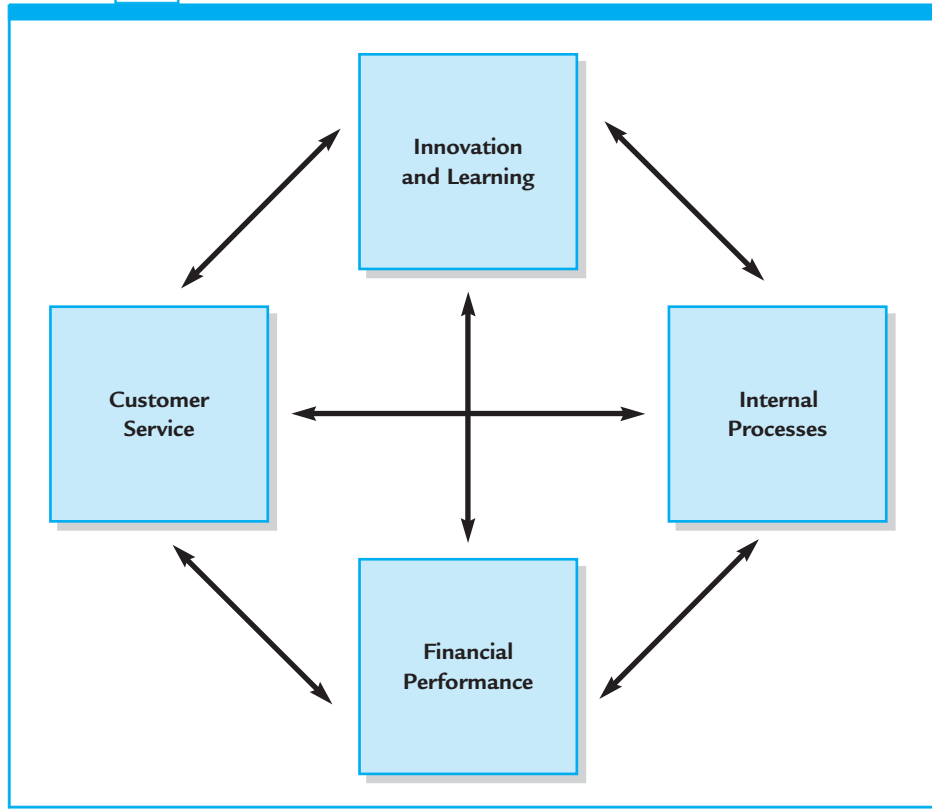 Innovation
and Learning
Customer
Service
Internal
Processes
Financial
Performance